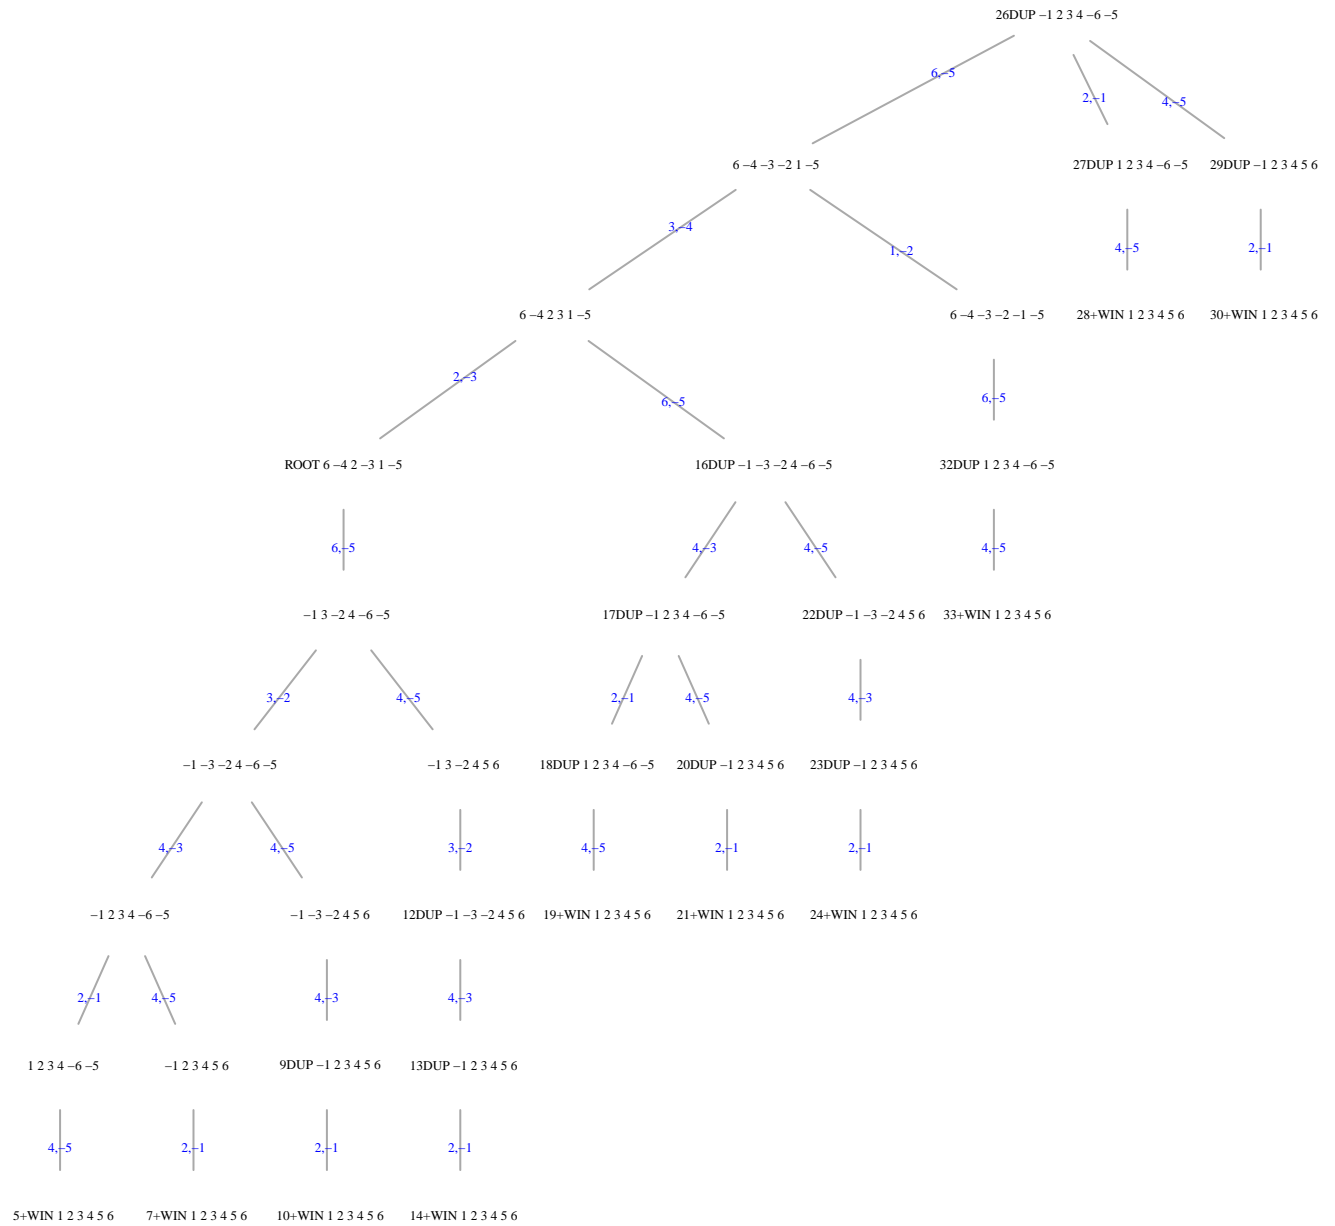 26DUP −1 2 3 4 −6 −5
6,−5
2,−1
4,−5
6 −4 −3 −2 1 −5
27DUP 1 2 3 4 −6 −5
29DUP −1 2 3 4 5 6
3,−4
1,−2
4,−5
2,−1
6 −4 2 3 1 −5
6 −4 −3 −2 −1 −5
28+WIN 1 2 3 4 5 6
30+WIN 1 2 3 4 5 6
2,−3
6,−5
6,−5
ROOT 6 −4 2 −3 1 −5
16DUP −1 −3 −2 4 −6 −5
32DUP 1 2 3 4 −6 −5
6,−5
4,−3
4,−5
4,−5
−1 3 −2 4 −6 −5
17DUP −1 2 3 4 −6 −5
22DUP −1 −3 −2 4 5 6
33+WIN 1 2 3 4 5 6
3,−2
4,−5
2,−1
4,−5
4,−3
−1 −3 −2 4 −6 −5
−1 3 −2 4 5 6
18DUP 1 2 3 4 −6 −5
20DUP −1 2 3 4 5 6
23DUP −1 2 3 4 5 6
4,−3
4,−5
3,−2
4,−5
2,−1
2,−1
−1 2 3 4 −6 −5
−1 −3 −2 4 5 6
12DUP −1 −3 −2 4 5 6
19+WIN 1 2 3 4 5 6
21+WIN 1 2 3 4 5 6
24+WIN 1 2 3 4 5 6
2,−1
4,−5
4,−3
4,−3
1 2 3 4 −6 −5
−1 2 3 4 5 6
9DUP −1 2 3 4 5 6
13DUP −1 2 3 4 5 6
4,−5
2,−1
2,−1
2,−1
5+WIN 1 2 3 4 5 6
7+WIN 1 2 3 4 5 6
10+WIN 1 2 3 4 5 6
14+WIN 1 2 3 4 5 6